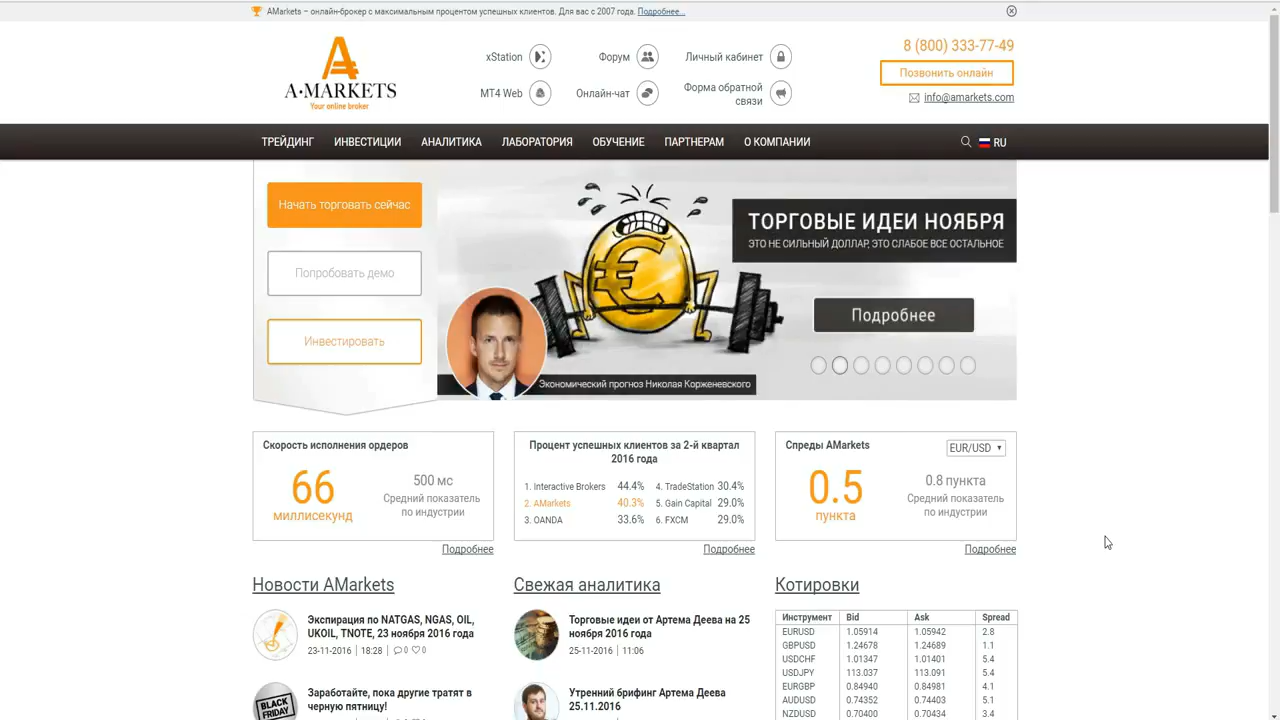 AMarkets – онлайн-брокер с максимальным процентом успешных клиентов. Для вас с 2007 года. Подробнее...
A·MARKETS
Your online broker
xStation
Форум
Личный кабинет
MT4 Web
Онлайн-чат
Форма обратной
связи
8 (800) 333-77-49
Позвонить онлайн
info@amarkets.com
ТРЕЙДИНГ ИНВЕСТИЦИИ АНАЛИТИКА ЛАБОРАТОРИЯ ОБУЧЕНИЕ ПАРТНЕРАМ О КОМПАНИИ RU
Начать торговать сейчас
Попробовать демо
Инвестировать
ТОРГОВЫЕ ИДЕИ НОЯБРЯ
ЭТО НЕ СИЛЬНЫЙ ДОЛЛАР, ЭТО СЛАБОЕ ВСЕ ОСТАЛЬНОЕ
Подробнее
Экономический прогноз Николая Корженевского
Скорость исполнения ордеров
66
миллисекунд
500 мс
Средний показатель
по индустрии
Подробнее
Процент успешных клиентов за 2-й квартал
2016 года
1. Interactive Brokers 44.4% 4. TradeStation 30.4%
2. AMarkets 40.3% 5. Gain Capital 29.0%
3. OANDA 33.6% 6. FXCM 29.0%
Подробнее
Спреды AMarkets
EUR/USD
0.5
пункта
0.8 пункта
Средний показатель
по индустрии
Подробнее
Новости AMarkets
Экспирация по NATGAS, NGAS, OIL,
UKOIL, TNOTE, 23 ноября 2016 года
23-11-2016 | 18:28 0 0
BLACK
FRIDAY
Заработайте, пока другие тратят в
черную пятницу!
Свежая аналитика
Торговые идеи от Артема Деева на 25
ноября 2016 года
25-11-2016 | 11:06
Утренний брифинг Артема Деева
25.11.2016
Котировки
Инструмент Bid Ask Spread
EURUSD 1.05914 1.05942 2.8
GBPUSD 1.24678 1.24689 1.1
USDCHF 1.01347 1.01401 5.4
USDJPY 113.037 113.091 5.4
EURGBP 0.84940 0.84981 4.1
AUDUSD 0.74352 0.74403 5.1
NZDUSD 0.70400 0.70434 3.4